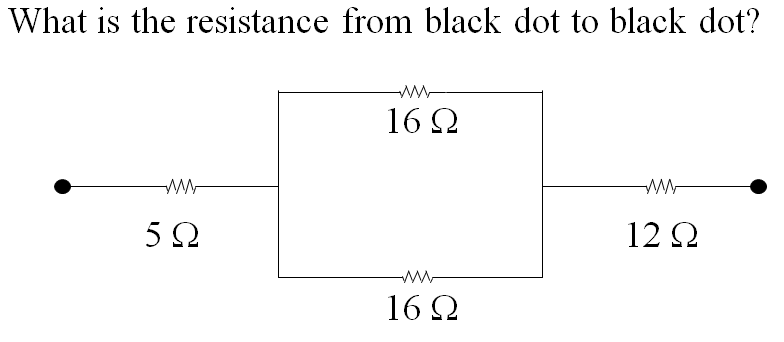 What is the resistance from black dot to black dot?
16 Ω
5 Ω
12 Ω
16 Ω